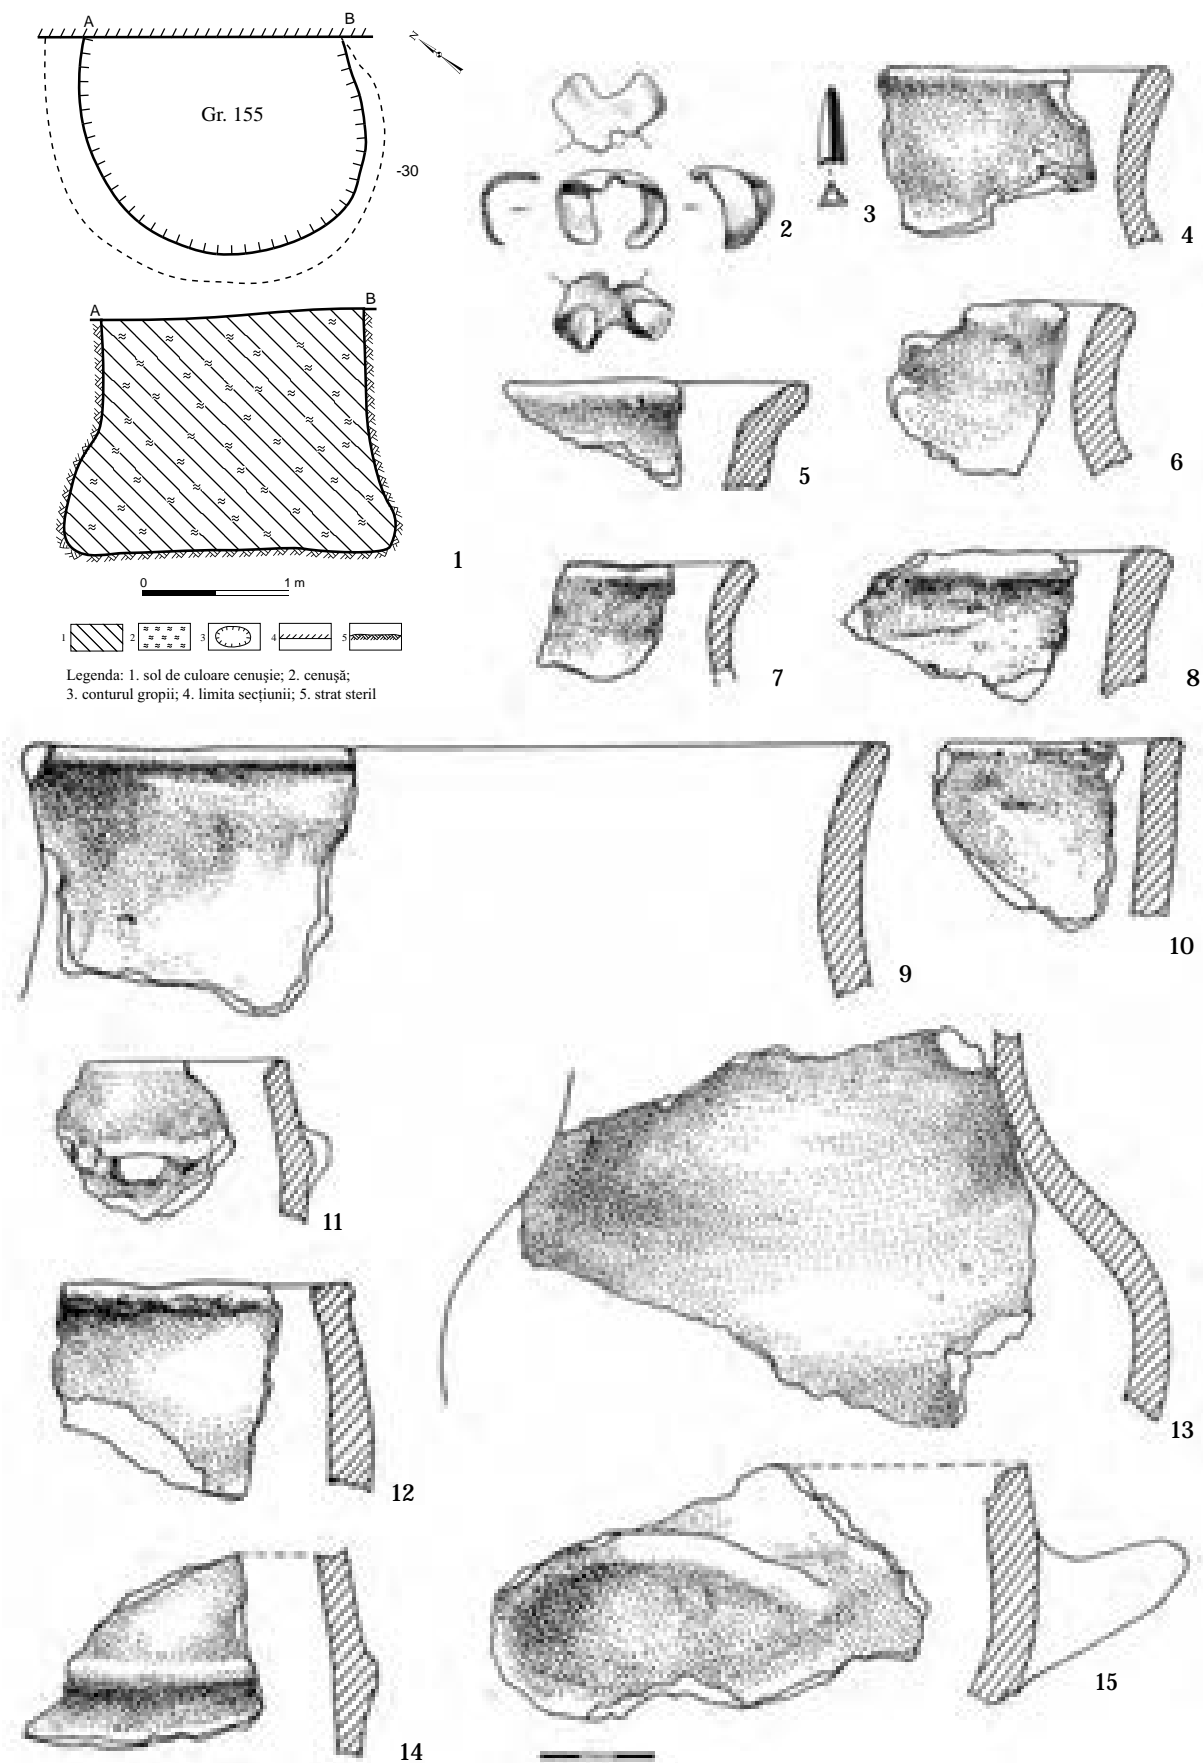 A B
N
Gr. 155
-30
A B
0 1 m
1 2 3 4 5
Legenda: 1. sol de culoare cenușie; 2. cenușă;
3. conturul gropii; 4. limita secțiunii; 5. strat steril
1
2
3
4
5
6
7
8
9
10
11
12
13
14
15